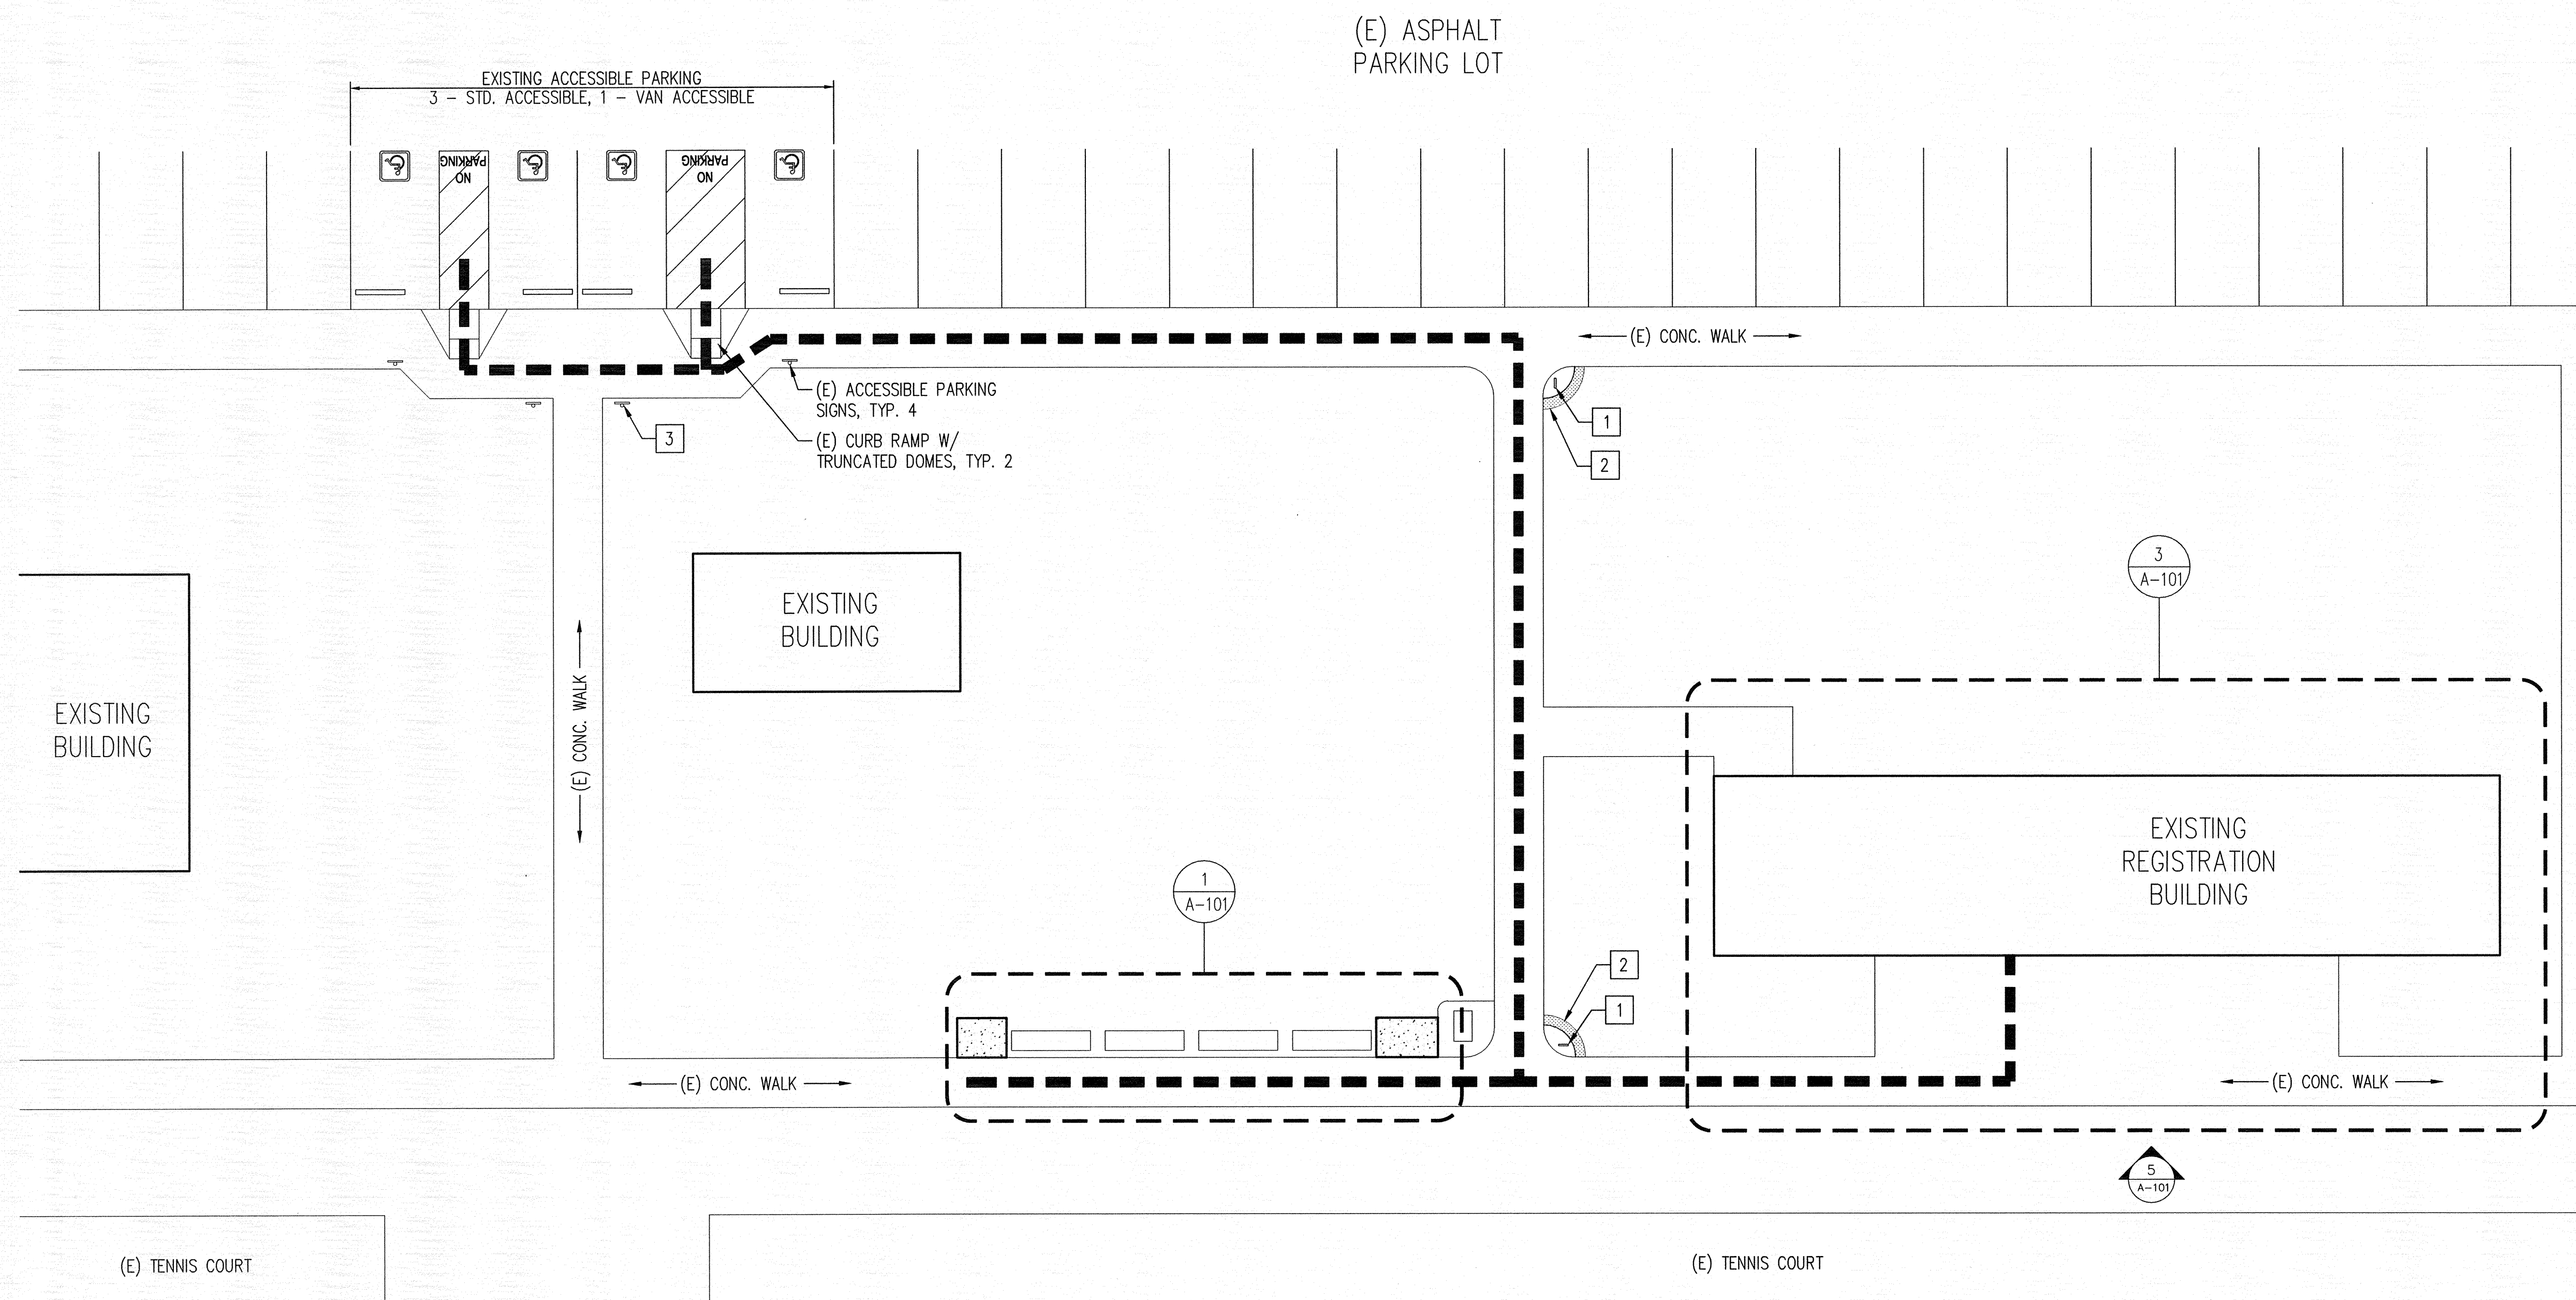 (E) ASPHALT
PARKING LOT
EXISTING ACCESSIBLE PARKING
3 - STD. ACCESSIBLE, 1 - VAN ACCESSIBLE
NO
PARKING
NO
PARKING
(E) CONC. WALK
(E) ACCESSIBLE PARKING
SIGNS, TYP. 4
(E) CURB RAMP W/
TRUNCATED DOMES, TYP. 2
3
1
2
3
A-101
EXISTING
BUILDING
EXISTING
BUILDING
(E) CONC. WALK
EXISTING
REGISTRATION
BUILDING
1
A-101
2
1
(E) CONC. WALK
(E) CONC. WALK
5
A-101
(E) TENNIS COURT
(E) TENNIS COURT